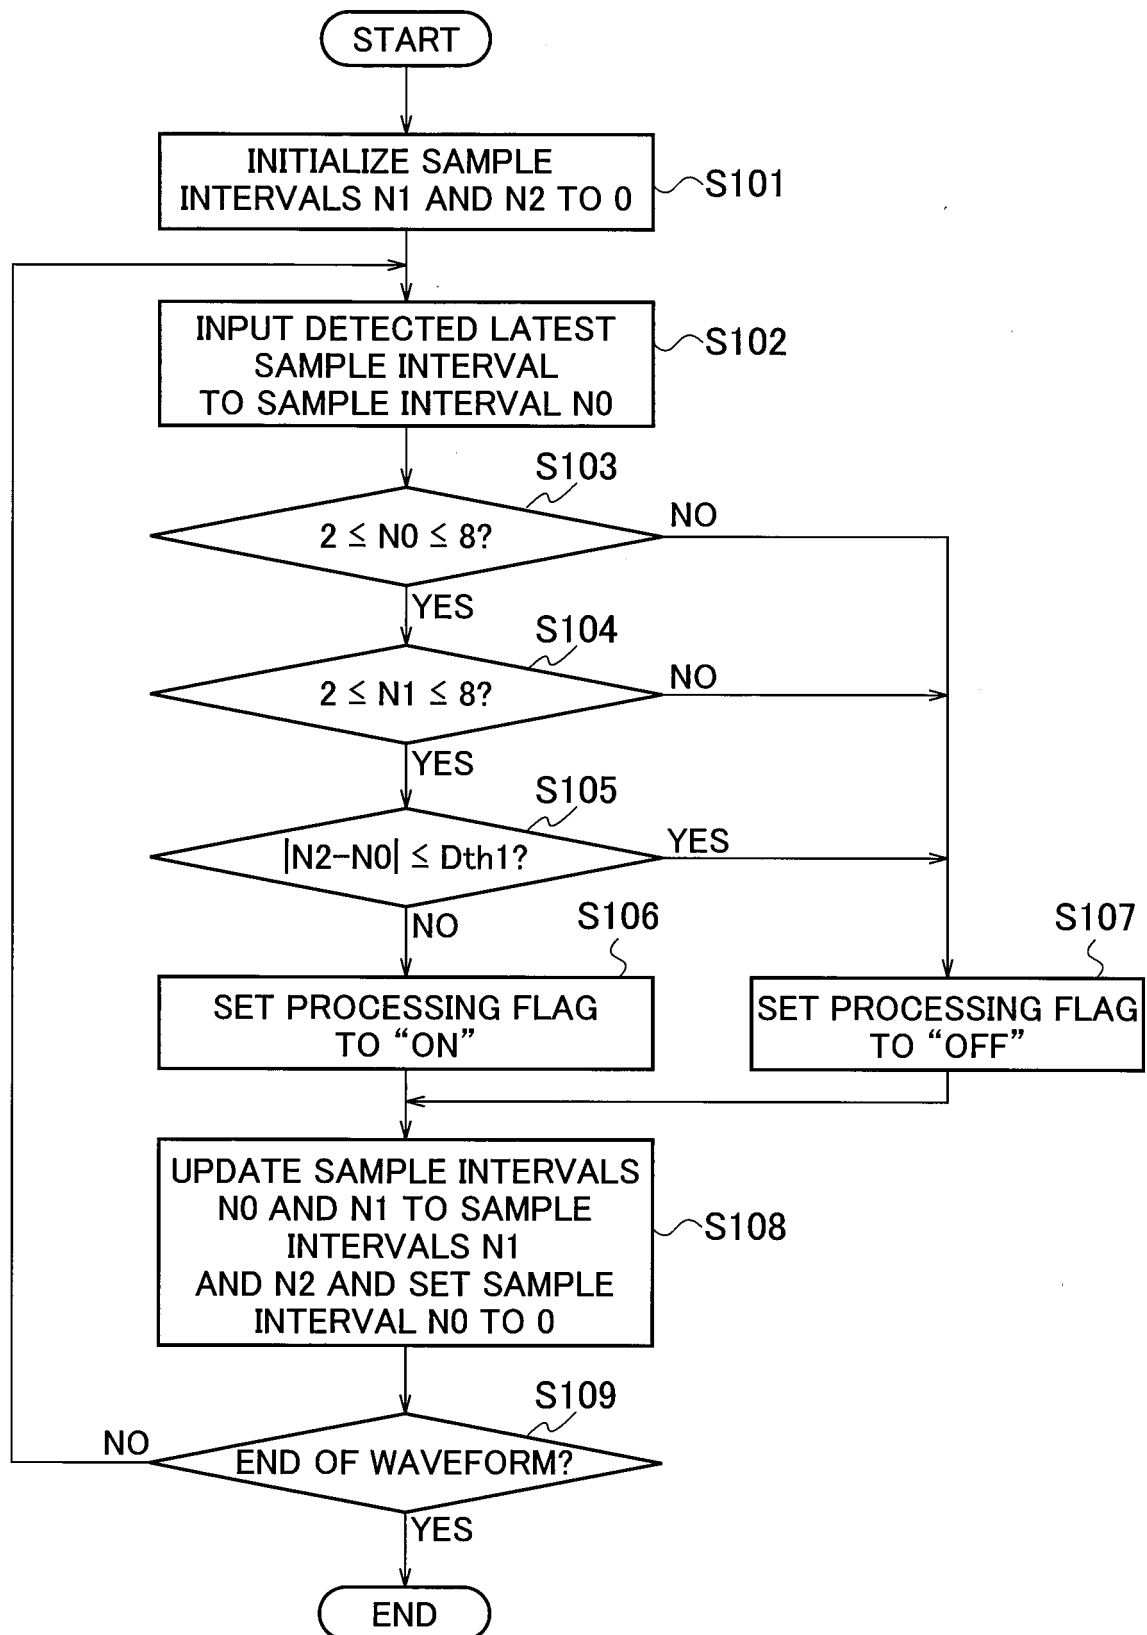 START
INITIALIZE SAMPLE
INTERVALS N1 AND N2 TO 0
S101
INPUT DETECTED LATEST
SAMPLE INTERVAL
TO SAMPLE INTERVAL N0
S102
S103
2 ≤ N0 ≤ 8?
NO
YES
S104
2 ≤ N1 ≤ 8?
NO
YES
S105
|N2-N0| ≤ Dth1?
YES
NO
S106
SET PROCESSING FLAG
TO “ON”
S107
SET PROCESSING FLAG
TO “OFF”
UPDATE SAMPLE INTERVALS
N0 AND N1 TO SAMPLE
INTERVALS N1
AND N2 AND SET SAMPLE
INTERVAL N0 TO 0
S108
S109
NO
END OF WAVEFORM?
YES
END